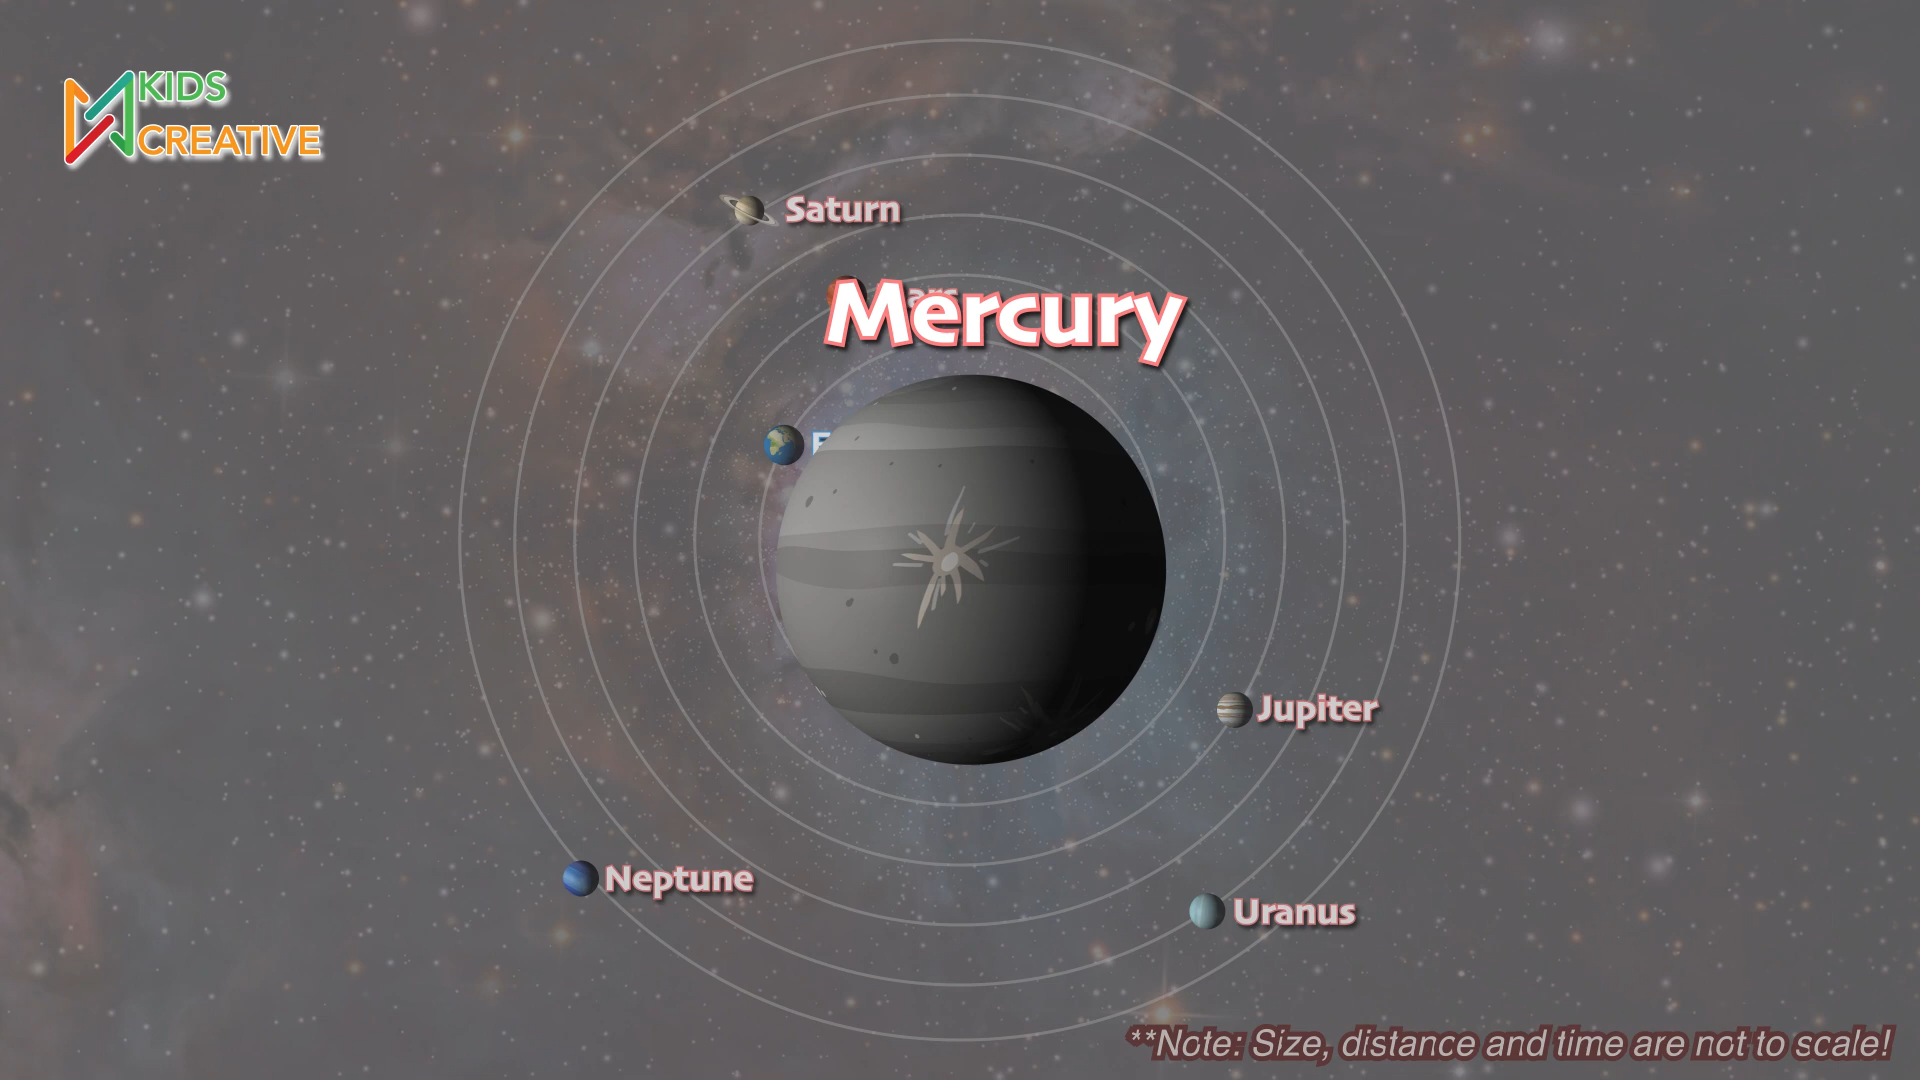 KIDS
CREATIVE
Saturn
Mercury
Jupiter
Neptune
Uranus
**Note: Size, distance and time are not to scale!